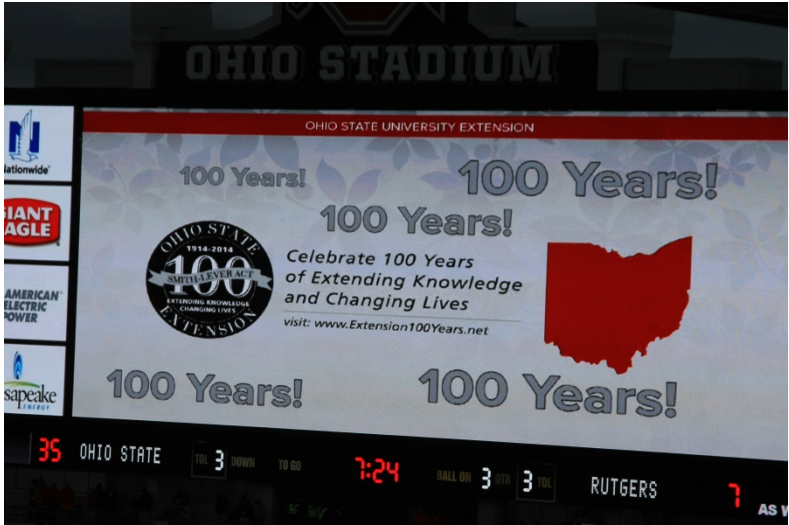 OHIO STADIUM
OHIO STATE UNIVERSITY EXTENSION
Nationwide®
GIANT
EAGLE
AMERICAN
ELECTRIC
POWER
sapeake
ENERGY
100 Years!
100 Years!
100 Years!
OHIO STATE
1914-2014
100
SMITH-LEVER ACT
EXTENDING KNOWLEDGE
CHANGING LIVES
EXTENSION
Celebrate 100 Years
of Extending Knowledge
and Changing Lives
visit: www.Extension100Years.net
100 Years!
100 Years!
35 OHIO STATE TOL 3 DOWN TO GO 7:24 BALL ON 3 QTR 3 TOL RUTGERS 7
AS